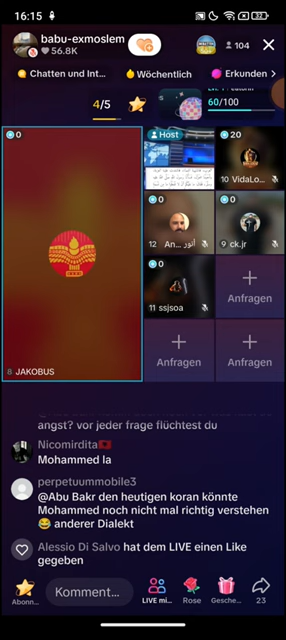 16:15
32
babu-exmoslem
56.8K
104
Chatten und Int...
Wöchentlich
Erkunden >
4/5
60/100
0
Host
20
10 VidaLo...
0
12 An... أنور
0
9 ck.jr
0
11 ssjsoa
Anfragen
8 JAKOBUS
Anfragen
Anfragen
angst? vor jeder frage flüchtest du
Nicomirdita🇦🇱
Mohammed la
perpetuummobile3
@Abu Bakr den heutigen koran könnte
Mohammed noch nicht mal richtig verstehen
😂 anderer Dialekt
Alessio Di Salvo hat dem LIVE einen Like
gegeben
Abonn...
Komment...
LIVE mi...
Rose
Gesche...
23